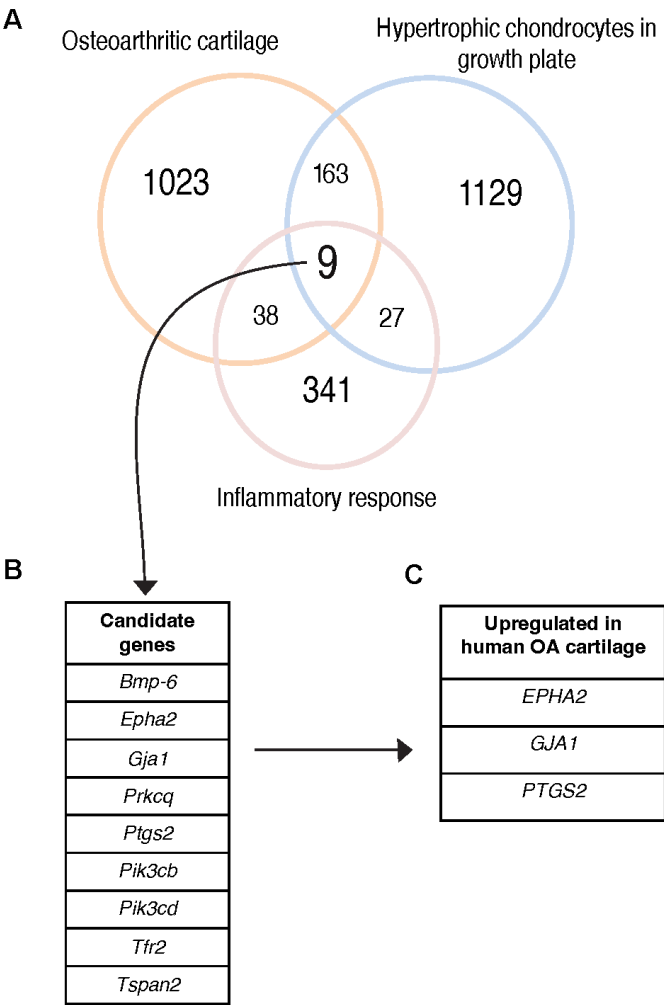 A
Osteoarthritic cartilage
Hypertrophic chondrocytes in
growth plate
1023
163
1129
9
38
27
341
Inflammatory response
B
Candidate
genes
Bmp-6
Epha2
Gja1
Prkcq
Ptgs2
Pik3cb
Pik3cd
Tfr2
Tspan2
C
Upregulated in
human OA cartilage
EPHA2
GJA1
PTGS2